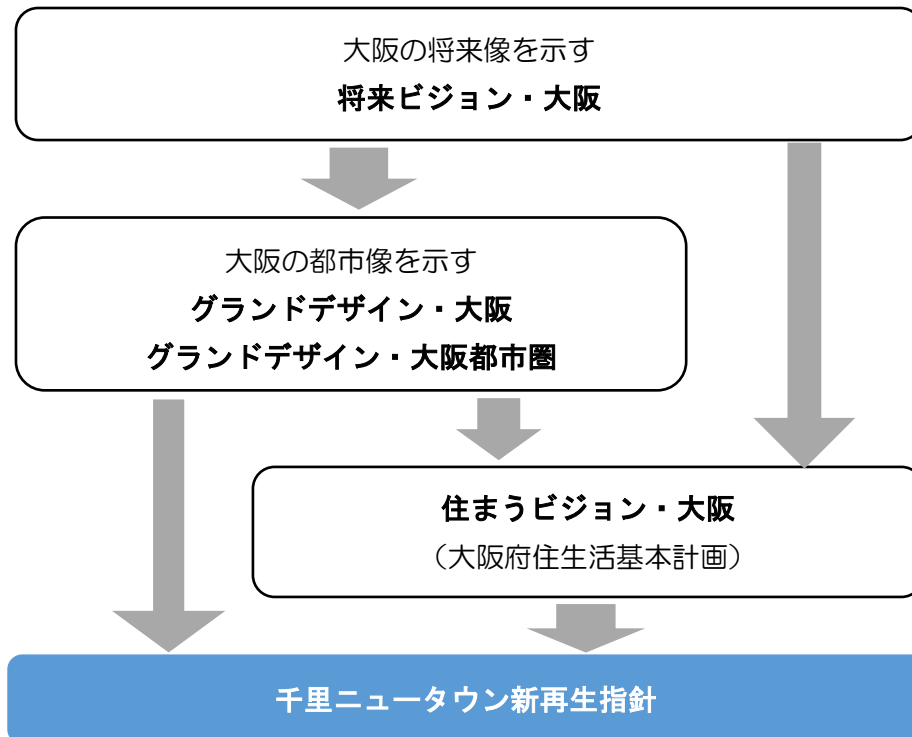 大阪の将来像を示す
将来ビジョン・大阪
大阪の都市像を示す
グランドデザイン・大阪
グランドデザイン・大阪都市圏
住まうビジョン・大阪
（大阪府住生活基本計画）
千里ニュータウン新再生指針